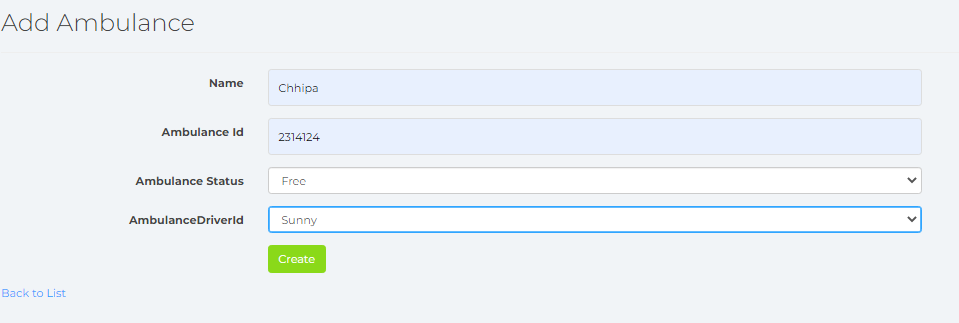 Add Ambulance
Name Chhipa
Ambulance Id 2314124
Ambulance Status Free
AmbulanceDriverId Sunny
Create
Back to List